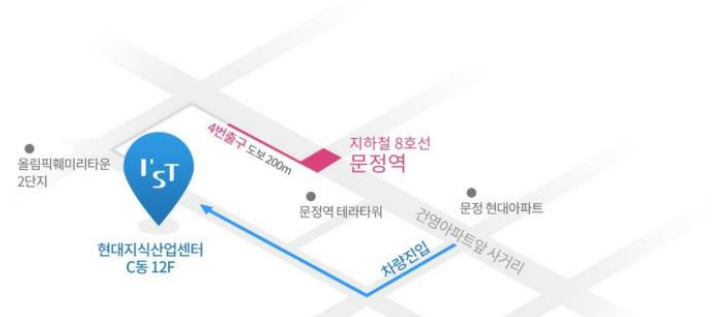 지하철 8호선
문정역
4번출구 도보 200m
올림픽훼미리타운
2단지
I'ST
문정역 테라타워
문정 현대아파트
건영아파트앞 사거리
현대지식산업센터
C동 12F
차량진입